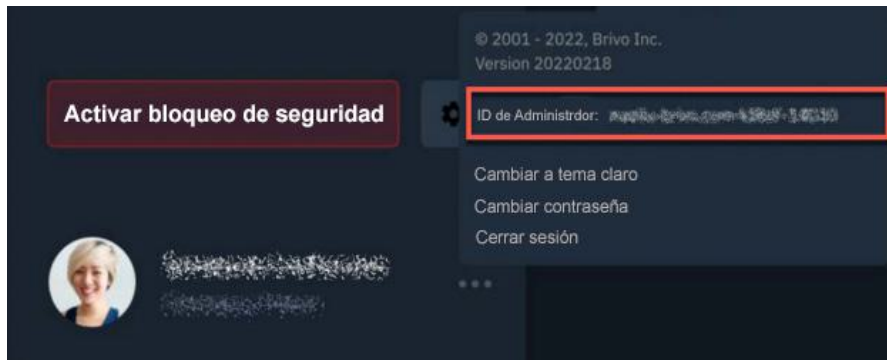 © 2001 - 2022, Brivo Inc.
Version 20220218
Activar bloqueo de seguridad
ID de Administrdor:
Cambiar a tema claro
Cambiar contraseña
Cerrar sesión